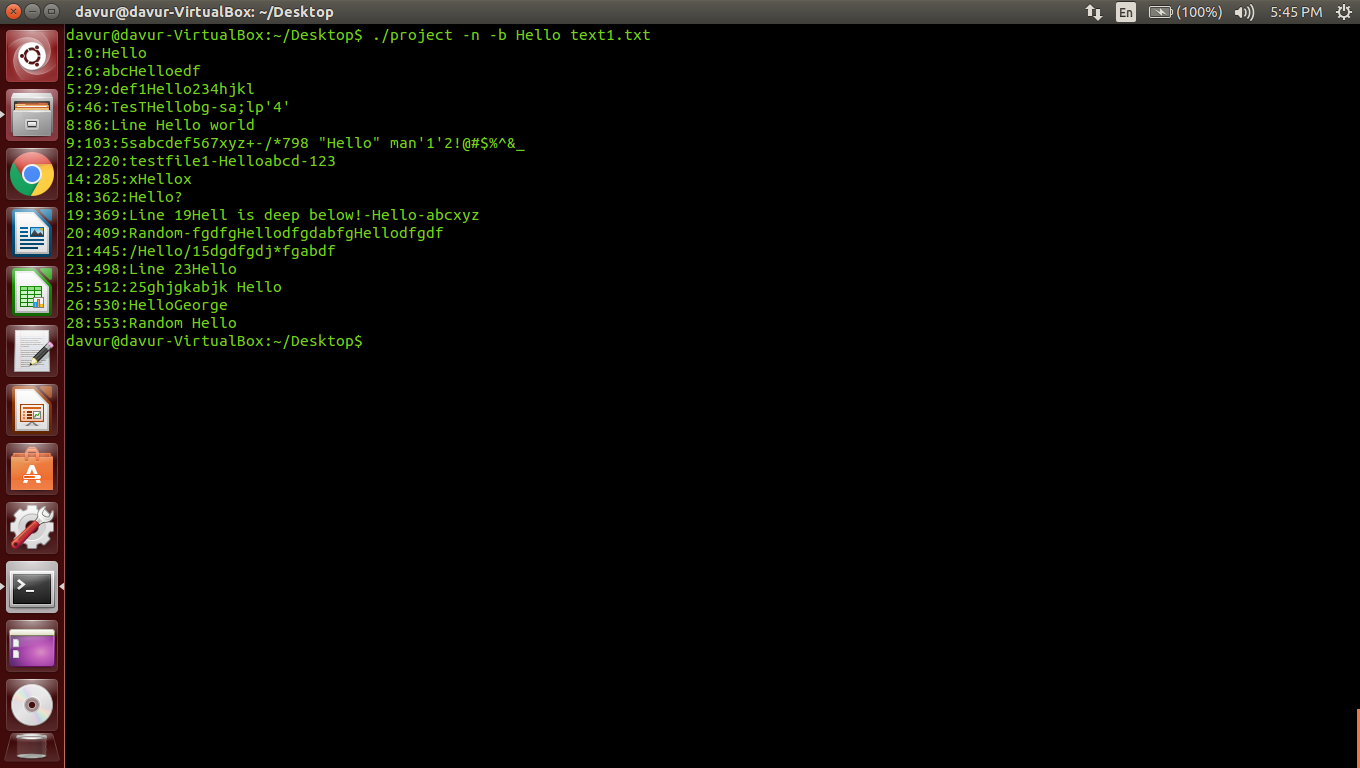 davur@davur-VirtualBox: ~/Desktop
En
(100%)
5:45 PM
davur@davur-VirtualBox:~/Desktop$ ./project -n -b Hello text1.txt
1:0:Hello
2:6:abcHelloedf
5:29:def1Hello234hjkl
6:46:TesTHellobg-sa;lp'4'
8:86:Line Hello world
9:103:5sabcdef567xyz+-/*798 "Hello" man'1'2!@#$%^&_
12:220:testfile1-Helloabcd-123
14:285:xHellox
18:362:Hello?
19:369:Line 19Hell is deep below!-Hello-abcxyz
20:409:Random-fgdfgHellodfgdabfgHellodfgdf
21:445:/Hello/15dgdfgdj*fgabdf
23:498:Line 23Hello
25:512:25ghjgkabjk Hello
26:530:HelloGeorge
28:553:Random Hello
davur@davur-VirtualBox:~/Desktop$